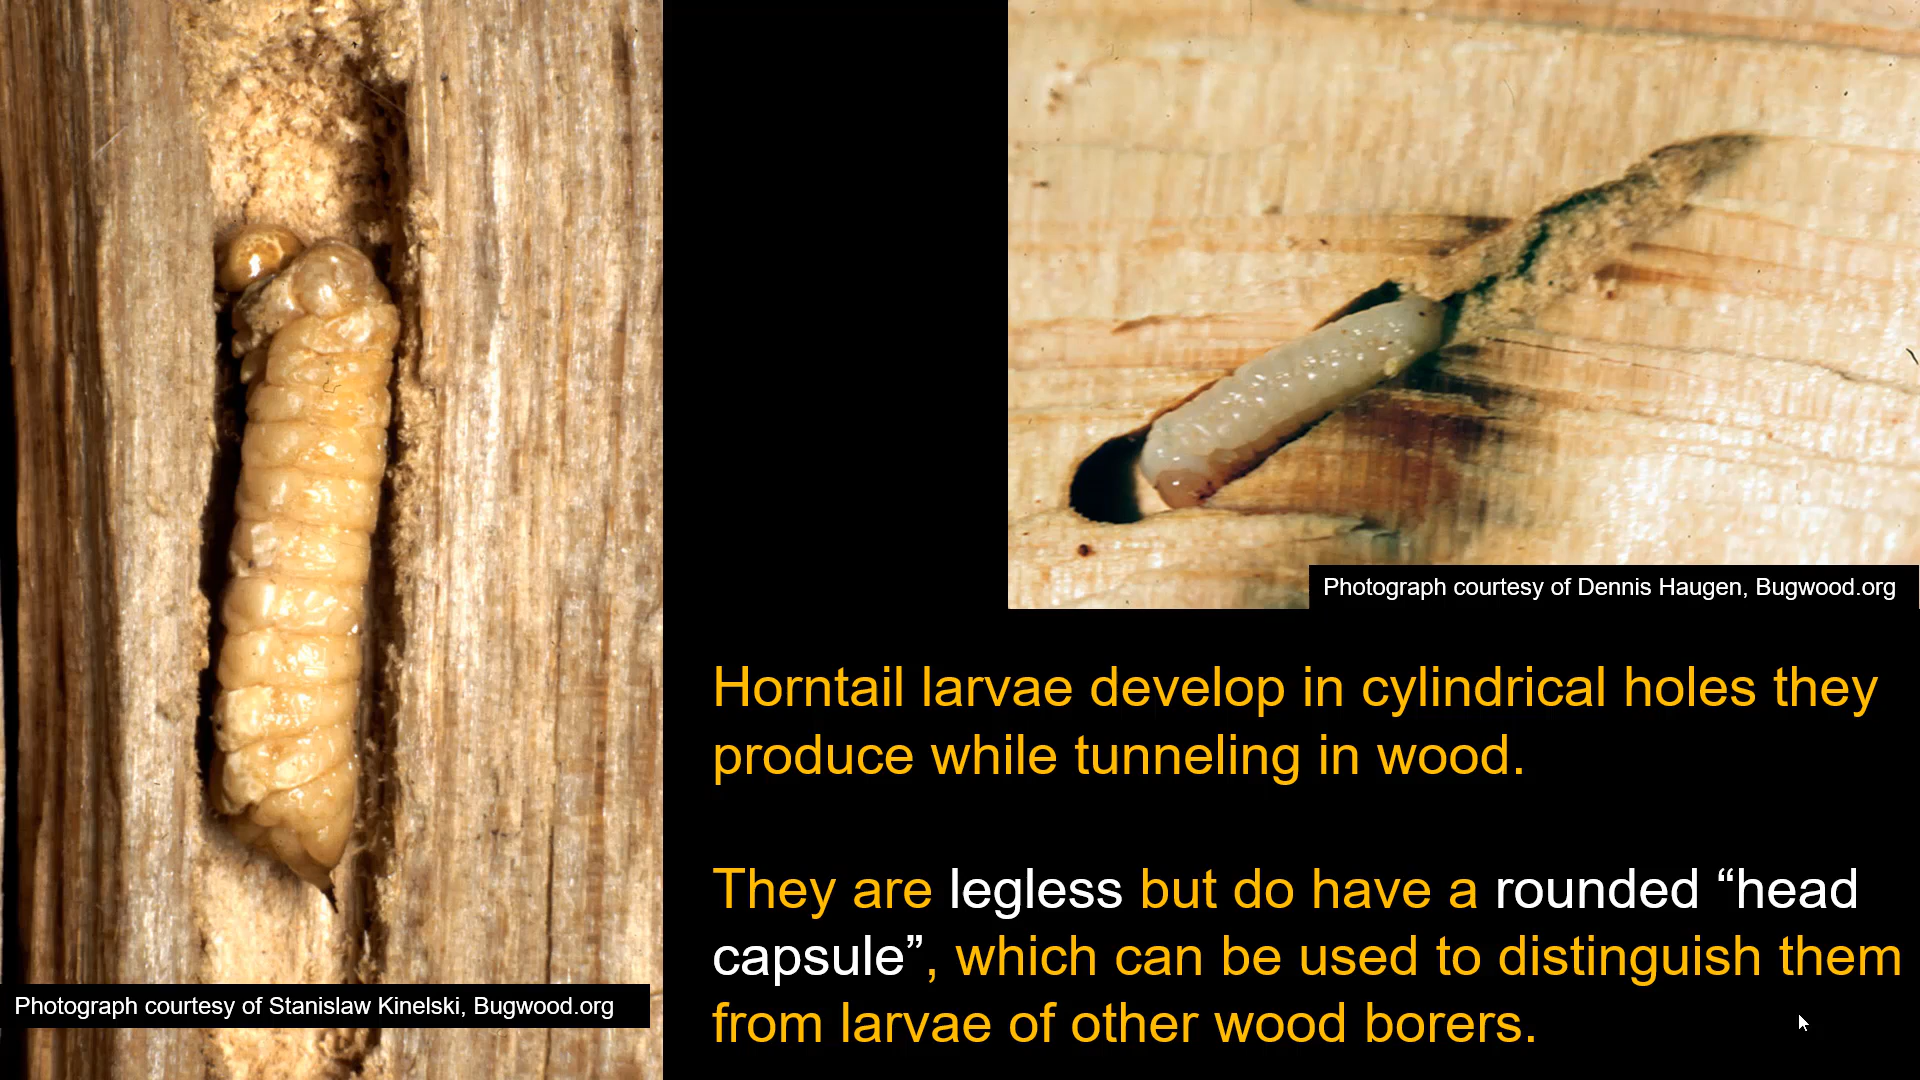 Photograph courtesy of Dennis Haugen, Bugwood.org
Horntail larvae develop in cylindrical holes they
produce while tunneling in wood.
They are legless but do have a rounded “head
capsule”, which can be used to distinguish them
from larvae of other wood borers.
Photograph courtesy of Stanislaw Kinelski, Bugwood.org